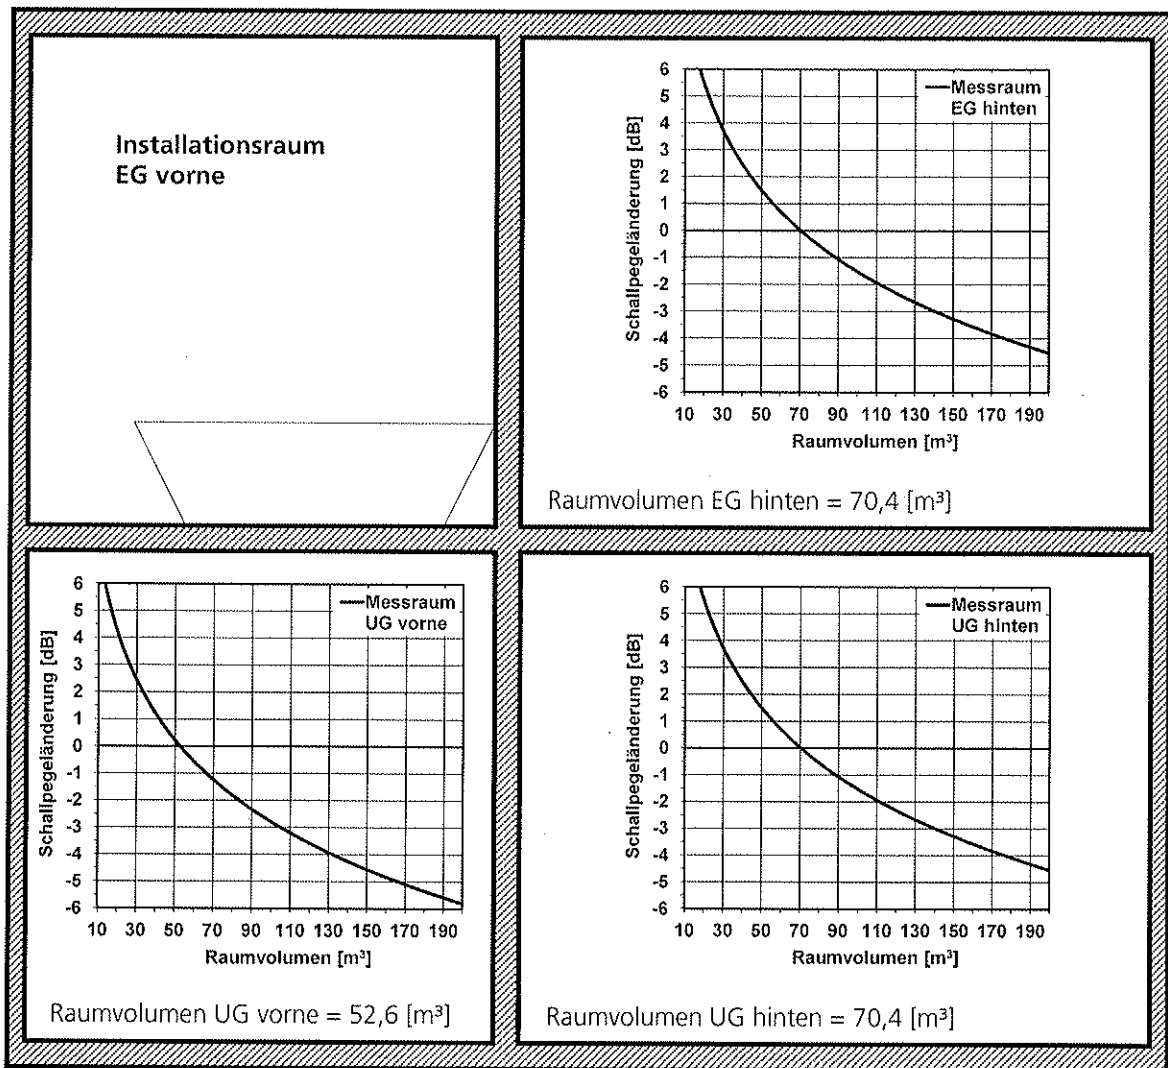 Installationsraum
EG vorne
Schallpegeländerung [dB]
6
5
4
3
2
1
0
-1
-2
-3
-4
-5
-6
Messraum
EG hinten
10 30 50 70 90 110 130 150 170 190
Raumvolumen [m³]
Raumvolumen EG hinten = 70,4 [m³]
Schallpegeländerung [dB]
6
5
4
3
2
1
0
-1
-2
-3
-4
-5
-6
Messraum
UG vorne
10 30 50 70 90 110 130 150 170 190
Raumvolumen [m³]
Raumvolumen UG vorne = 52,6 [m³]
Schallpegeländerung [dB]
6
5
4
3
2
1
0
-1
-2
-3
-4
-5
-6
Messraum
UG hinten
10 30 50 70 90 110 130 150 170 190
Raumvolumen [m³]
Raumvolumen UG hinten = 70,4 [m³]